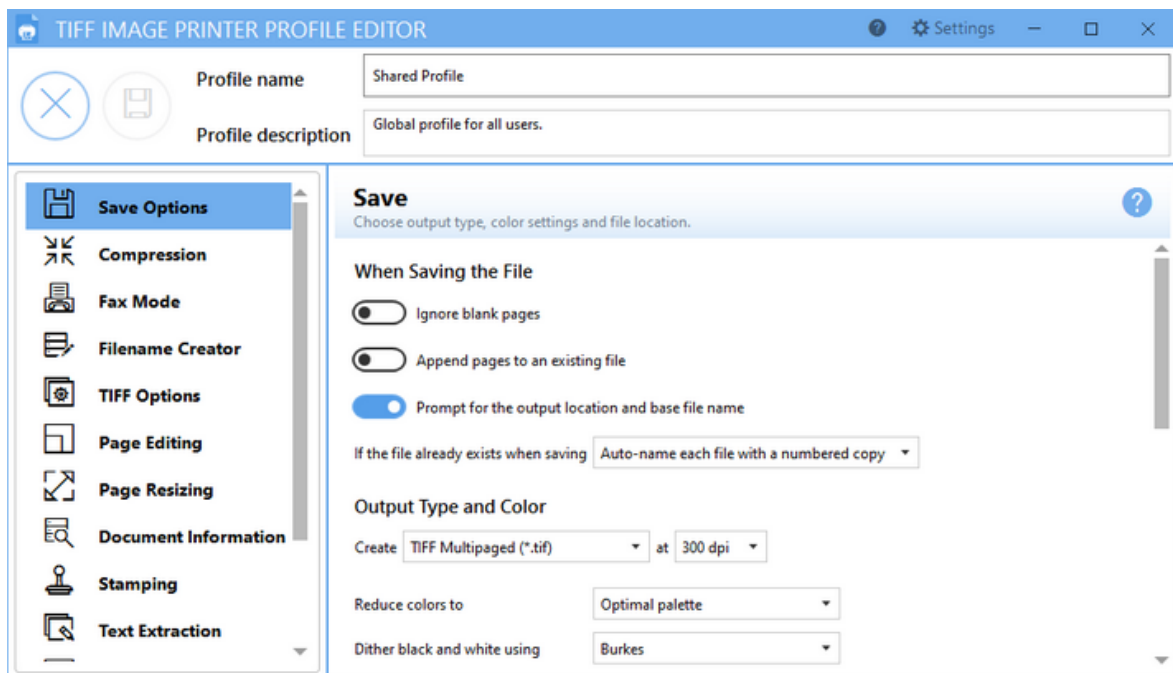 TIFF IMAGE PRINTER PROFILE EDITOR
? Settings
Profile name Shared Profile
Profile description Global profile for all users.
Save Options
Compression
Fax Mode
Filename Creator
TIFF Options
Page Editing
Page Resizing
Document Information
Stamping
Text Extraction
Save ?
Choose output type, color settings and file location.
When Saving the File
Ignore blank pages
Append pages to an existing file
Prompt for the output location and base file name
If the file already exists when saving Auto-name each file with a numbered copy
Output Type and Color
Create TIFF Multipaged (*.tif) at 300 dpi
Reduce colors to Optimal palette
Dither black and white using Burkes